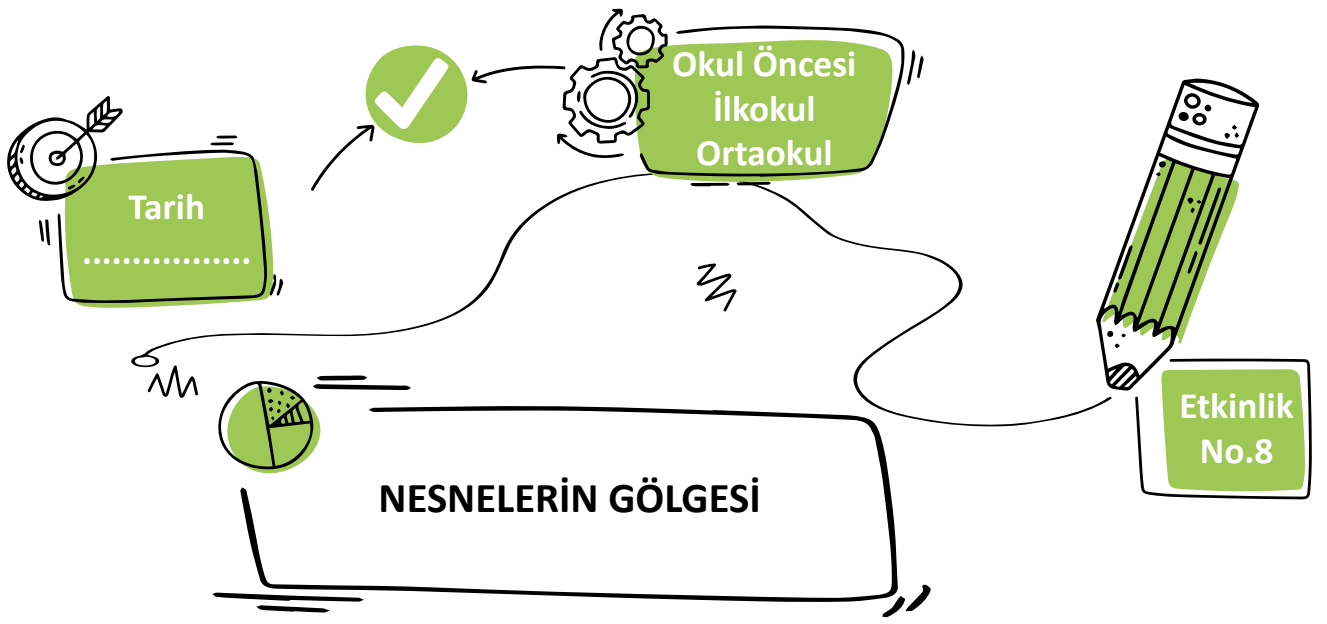 Okul Öncesi
İlkokul
Ortaokul
Tarih
.................
Etkinlik
No.8
NESNELERİN GÖLGESİ